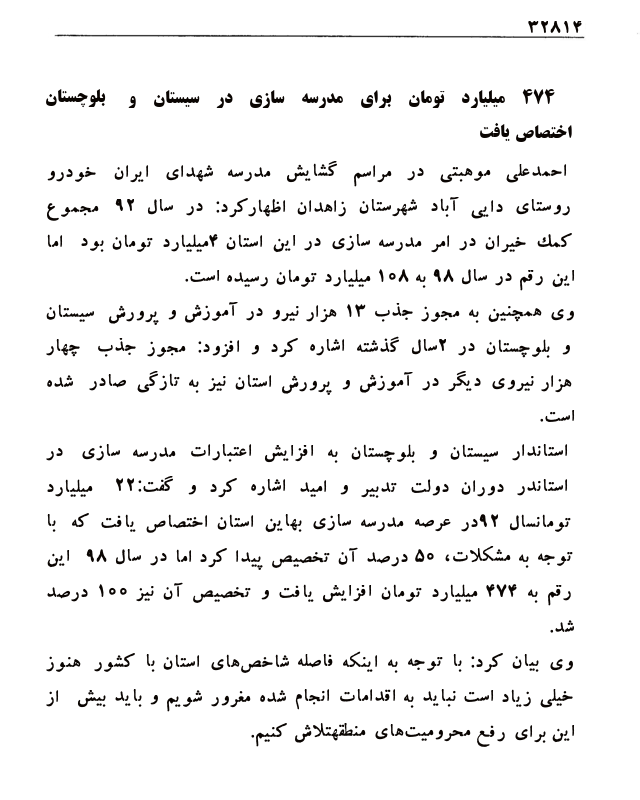 ۳۲۸۱۴
۴۷۴ میلیارد تومان برای مدرسه سازی در سیستان و بلوچستان
اختصاص یافت
احمدعلی موهبتی در مراسم گشایش مدرسه شهدای ایران خودرو
روستای دایی آباد شهرستان زاهدان اظهارکرد: در سال ۹۲ مجموع
کمك خیران در امر مدرسه سازی در این استان ۴میلیارد تومان بود اما
این رقم در سال ۹۸ به ۱۰۸ میلیارد تومان رسیده است.
وی همچنین به مجوز جذب ۱۳ هزار نیرو در آموزش و پرورش سیستان
و بلوچستان در ۲سال گذشته اشاره کرد و افزود: مجوز جذب چهار
هزار نیروی دیگر در آموزش و پرورش استان نیز به تازگی صادر شده
است.
استاندار سیستان و بلوچستان به افزایش اعتبارات مدرسه سازی در
استاندر دوران دولت تدبیر و امید اشاره کرد و گفت:۲۲ میلیارد
تومانسال ۹۲در عرصه مدرسه سازی بهاین استان اختصاص یافت که با
توجه به مشکلات، ۵۰ درصد آن تخصیص پیدا کرد اما در سال ۹۸ این
رقم به ۴۷۴ میلیارد تومان افزایش یافت و تخصیص آن نیز ۱۰۰ درصد
شد.
وی بیان کرد: با توجه به اینکه فاصله شاخص‌های استان با کشور هنوز
خیلی زیاد است نباید به اقدامات انجام شده مغرور شویم و باید بیش از
این برای رفع محرومیت‌های منطقهتلاش کنیم.